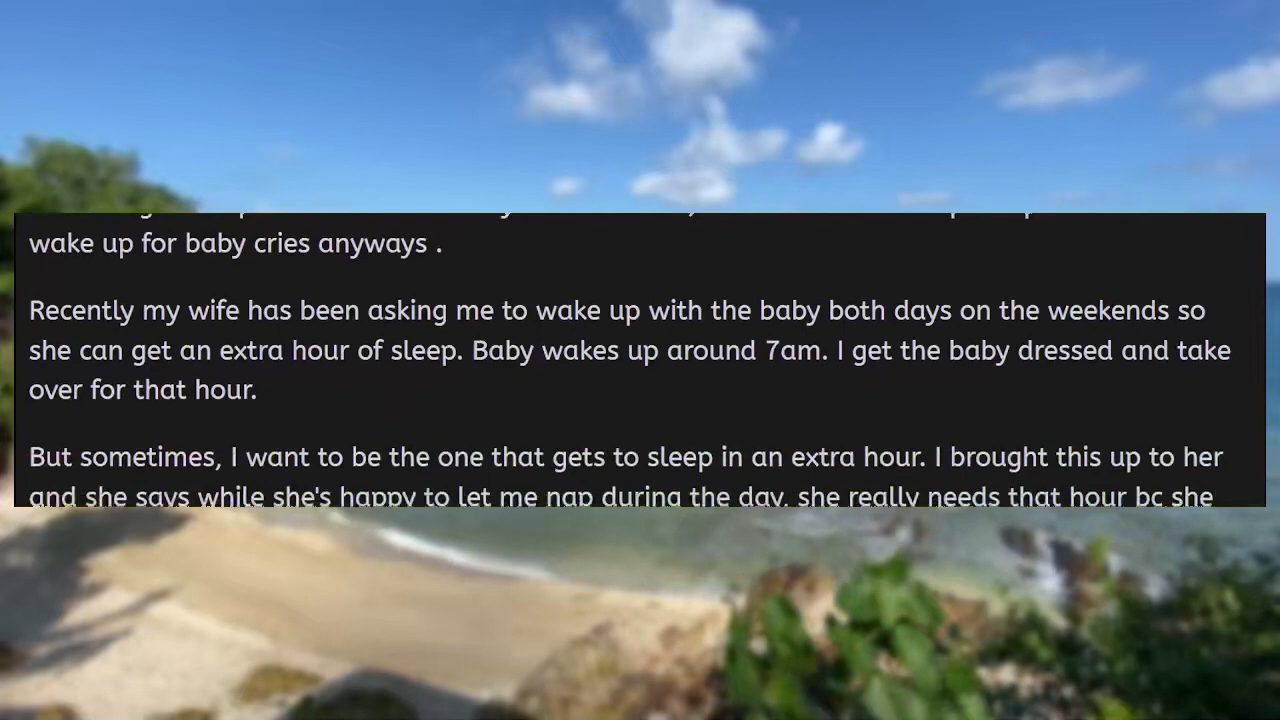 wake up for baby cries anyways .
Recently my wife has been asking me to wake up with the baby both days on the weekends so
she can get an extra hour of sleep. Baby wakes up around 7am. I get the baby dressed and take
over for that hour.
But sometimes, I want to be the one that gets to sleep in an extra hour. I brought this up to her
and she says while she's happy to let me nap during the day, she really needs that hour bc she